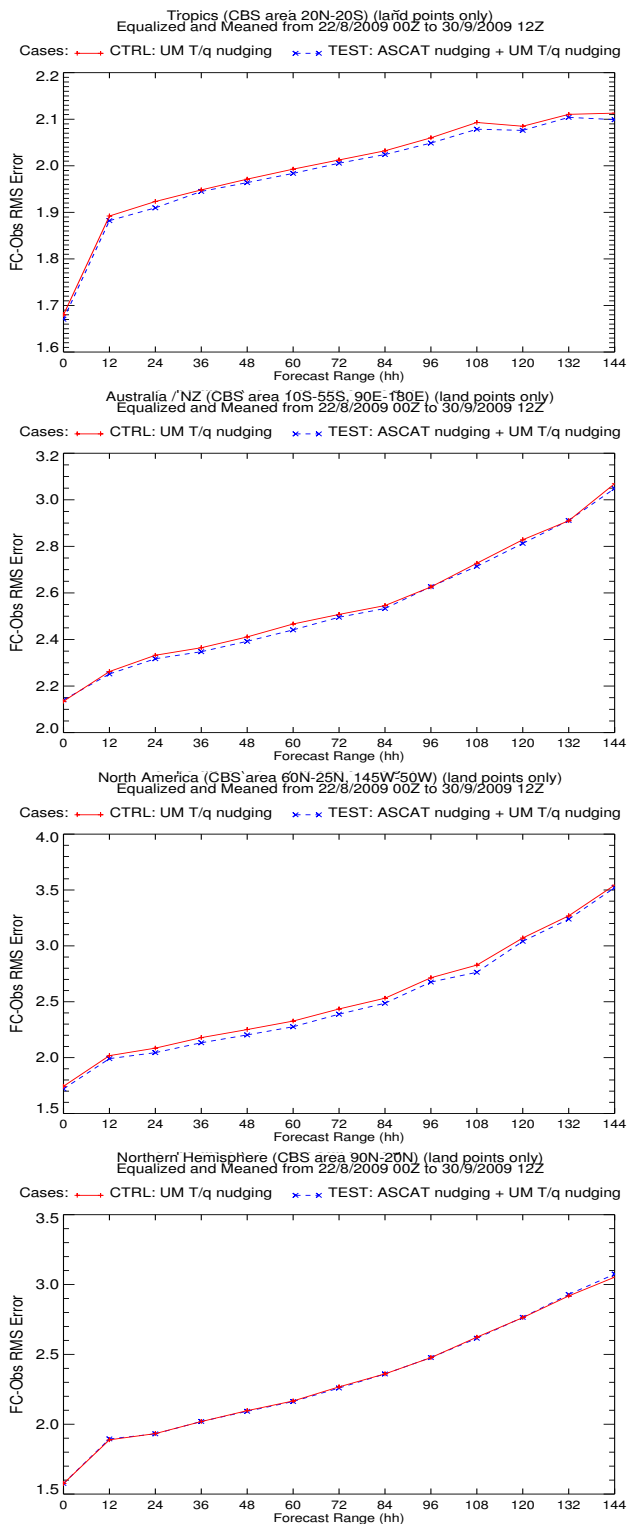 Tropics (CBS area 20N-20S) (land points only)
Equalized and Meaned from 22/8/2009 00Z to 30/9/2009 12Z
Cases: CTRL: UM T/q nudging TEST: ASCAT nudging + UM T/q nudging
2.2
2.1
2.0
1.9
1.8
1.7
1.6
FC-Obs RMS Error
0 12 24 36 48 60 72 84 96 108 120 132 144
Forecast Range (hh)
Australia / NZ (CBS area 10S-55S, 90E-180E) (land points only)
Equalized and Meaned from 22/8/2009 00Z to 30/9/2009 12Z
Cases: CTRL: UM T/q nudging TEST: ASCAT nudging + UM T/q nudging
3.2
3.0
2.8
2.6
2.4
2.2
2.0
FC-Obs RMS Error
0 12 24 36 48 60 72 84 96 108 120 132 144
Forecast Range (hh)
North America (CBS area 60N-25N, 145W-50W) (land points only)
Equalized and Meaned from 22/8/2009 00Z to 30/9/2009 12Z
Cases: CTRL: UM T/q nudging TEST: ASCAT nudging + UM T/q nudging
4.0
3.5
3.0
2.5
2.0
1.5
FC-Obs RMS Error
0 12 24 36 48 60 72 84 96 108 120 132 144
Forecast Range (hh)
Northern Hemisphere (CBS area 90N-20N) (land points only)
Equalized and Meaned from 22/8/2009 00Z to 30/9/2009 12Z
Cases: CTRL: UM T/q nudging TEST: ASCAT nudging + UM T/q nudging
3.5
3.0
2.5
2.0
1.5
FC-Obs RMS Error
0 12 24 36 48 60 72 84 96 108 120 132 144
Forecast Range (hh)